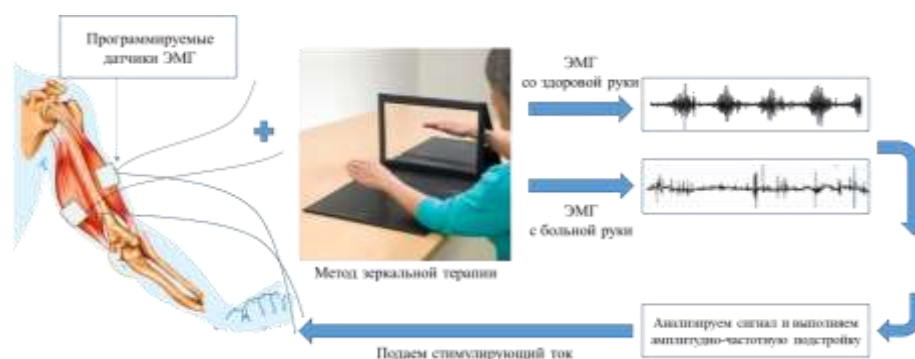 Программируемые
датчики ЭМГ
ЭМГ
со здоровой руки
ЭМГ
с больной руки
Метод зеркальной терапии
Анализируем сигнал и выполняем
амплитудно-частотную подстройку
Подаем стимулирующий ток